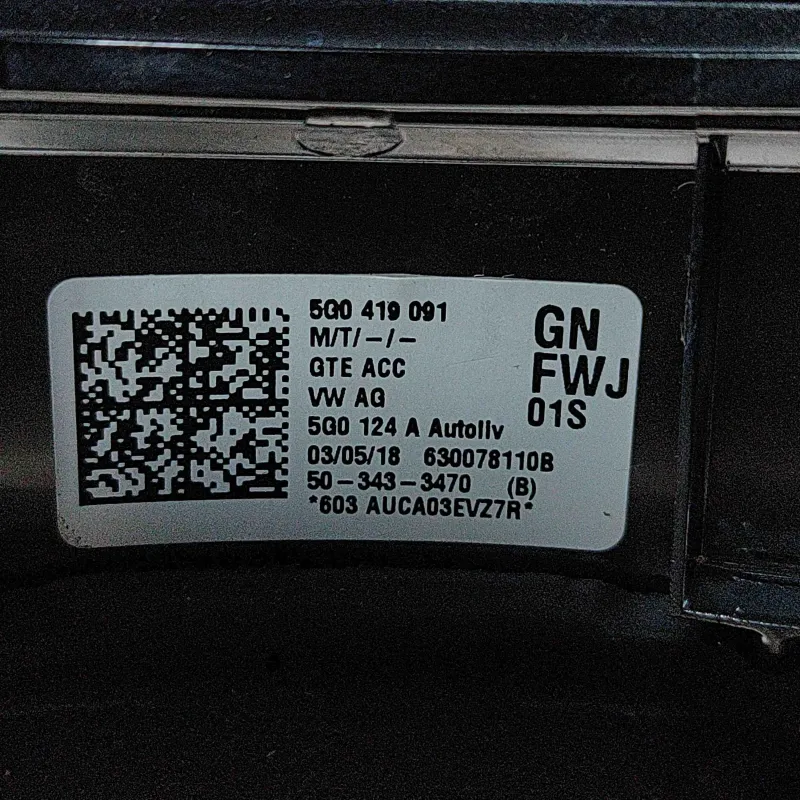 5G0 419 091
M/T/-/-
GTE ACC
VW AG
5G0 124 A Autoliv
03/05/18 630078110B
50-343-3470 (B)
*603 AUCA03EVZ7R*
GN
FWJ
01S